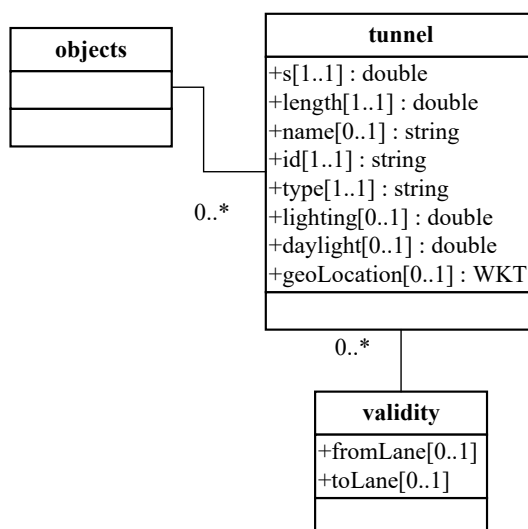 objects
tunnel
+s[1..1] : double
+length[1..1] : double
+name[0..1] : string
+id[1..1] : string
+type[1..1] : string
+lighting[0..1] : double
+daylight[0..1] : double
+geoLocation[0..1] : WKT
0..*
0..*
validity
+fromLane[0..1]
+toLane[0..1]